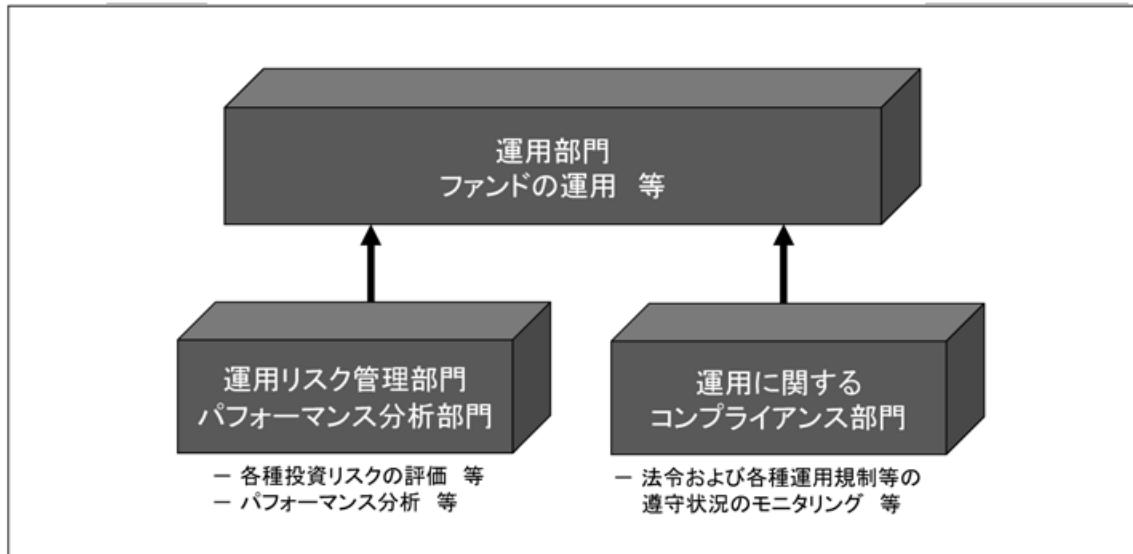 運用部門
ファンドの運用 等
運用リスク管理部門
パフォーマンス分析部門
－ 各種投資リスクの評価 等
－ パフォーマンス分析 等
運用に関する
コンプライアンス部門
－ 法令および各種運用規制等の
遵守状況のモニタリング 等